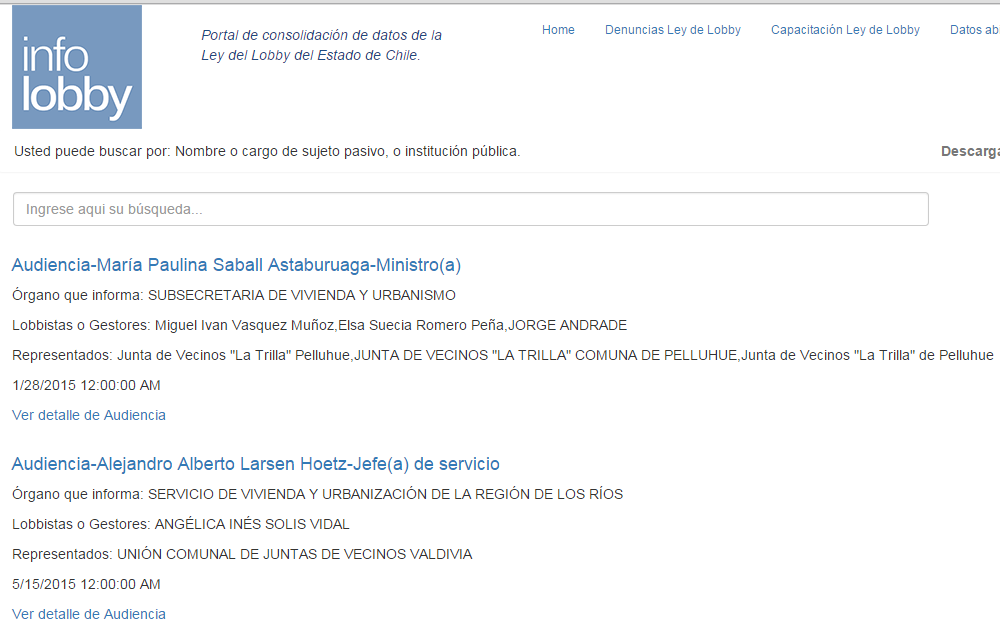 info
lobby
Portal de consolidación de datos de la
Ley del Lobby del Estado de Chile.
Home Denuncias Ley de Lobby Capacitación Ley de Lobby Datos ab
Usted puede buscar por: Nombre o cargo de sujeto pasivo, o institución pública. Descarga
Ingrese aqui su búsqueda...
Audiencia-María Paulina Saball Astaburuaga-Ministro(a)
Órgano que informa: SUBSECRETARIA DE VIVIENDA Y URBANISMO
Lobbistas o Gestores: Miguel Ivan Vasquez Muñoz,Elsa Suecia Romero Peña,JORGE ANDRADE
Representados: Junta de Vecinos "La Trilla" Pelluhue,JUNTA DE VECINOS "LA TRILLA" COMUNA DE PELLUHUE,Junta de Vecinos "La Trilla" de Pelluhue
1/28/2015 12:00:00 AM
Ver detalle de Audiencia
Audiencia-Alejandro Alberto Larsen Hoetz-Jefe(a) de servicio
Órgano que informa: SERVICIO DE VIVIENDA Y URBANIZACIÓN DE LA REGIÓN DE LOS RÍOS
Lobbistas o Gestores: ANGÉLICA INÉS SOLIS VIDAL
Representados: UNIÓN COMUNAL DE JUNTAS DE VECINOS VALDIVIA
5/15/2015 12:00:00 AM
Ver detalle de Audiencia